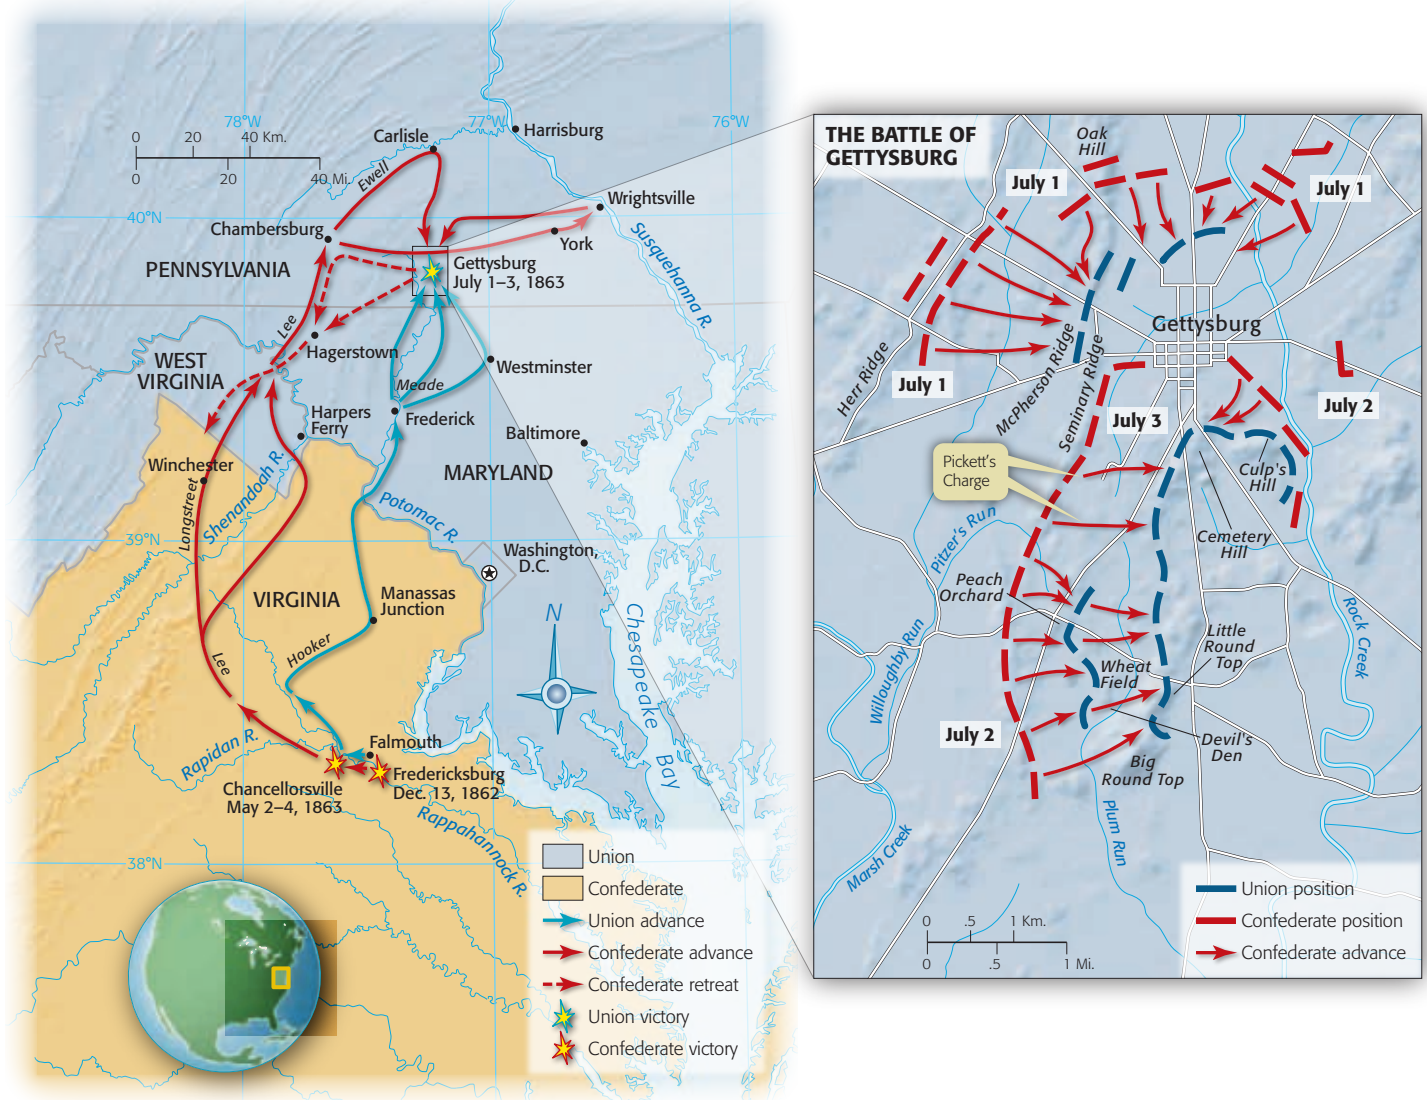 78°W
77°W
76°W
0 20 40 Km.
0 20 40 Mi.
Carlisle
Harrisburg
Ewell
Wrightsville
40°N
Chambersburg
York
Susquehanna R.
PENNSYLVANIA
Gettysburg
July 1–3, 1863
Lee
Hagerstown
WEST
VIRGINIA
Westminster
Meade
Harpers
Ferry
Frederick
Baltimore
Winchester
MARYLAND
Longstreet
Shenandoah R.
Potomac R.
39°N
Washington,
D.C.
VIRGINIA
Manassas
Junction
N
Chesapeake Bay
Hooker
Lee
Rapidan R.
Falmouth
Fredericksburg
Dec. 13, 1862
Chancellorsville
May 2–4, 1863
Rappahannock R.
38°N
Union
Confederate
Union advance
Confederate advance
Confederate retreat
Union victory
Confederate victory
THE BATTLE OF
GETTYSBURG
Oak
Hill
July 1
July 1
Gettysburg
Herr Ridge
McPherson Ridge
Seminary Ridge
July 1
July 2
July 3
Pickett's
Charge
Culp's
Hill
Cemetery
Hill
Pitzer's Run
Peach
Orchard
Rock Creek
Willoughby Run
Little
Round
Top
Wheat
Field
July 2
Devil's
Den
Big
Round Top
Plum Run
Marsh Creek
0 .5 1 Km.
0 .5 1 Mi.
Union position
Confederate position
Confederate advance